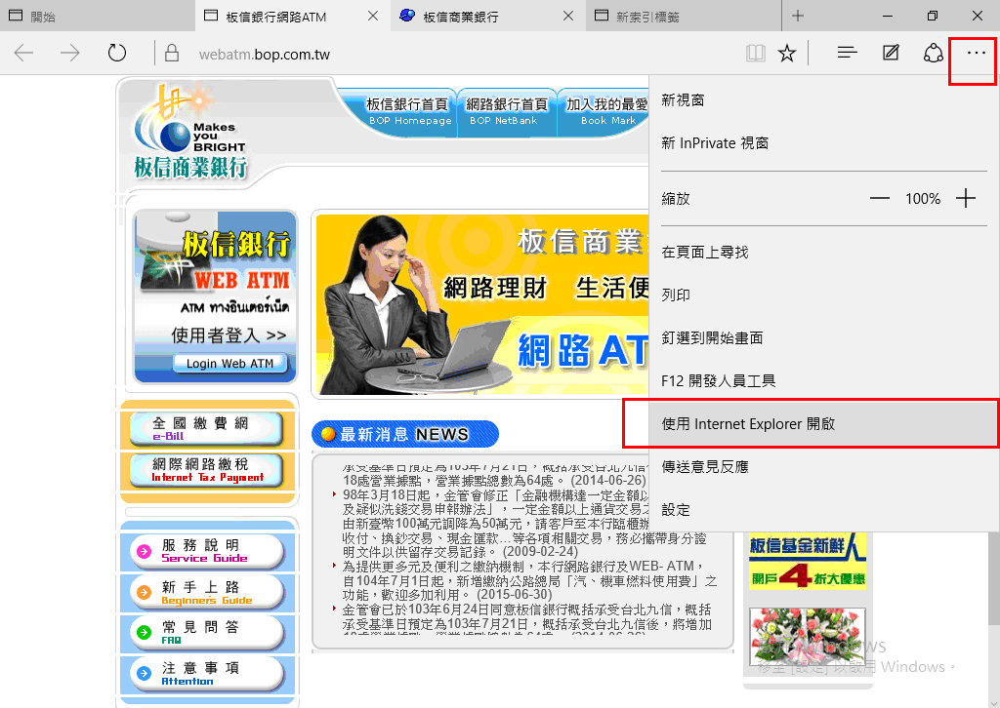 開始
板信銀行網路ATM
板信商業銀行
新索引標籤
webatm.bop.com.tw
Makes
you
BRIGHT
板信商業銀行
板信銀行首頁
BOP Homepage
網路銀行首頁
BOP NetBank
加入我的最愛
Book Mark
新視窗
新 InPrivate 視窗
縮放
100%
在頁面上尋找
列印
釘選到開始畫面
F12 開發人員工具
使用 Internet Explorer 開啟
傳送意見反應
設定
板信銀行
WEB ATM
ATM ทางอินเตอร์เน็ต
使用者登入 >>
Login Web ATM
板信商業
網路理財 生活便
網路 AT
全國繳費網
e-Bill
網際網路繳稅
Internet Tax Payment
服務說明
Service Guide
新手上路
Beginners Guide
常見問答
FAQ
注意事項
Attention
最新消息 NEWS
承受基準日預定為103年7月21日，概括承受台北九信
18處營業據點，營業據點總數為64處。 (2014-06-26)
98年3月18日起，金管會修正「金融機構達一定金額以
及疑似洗錢交易申報辦法」，一定金額以上通貨交易之
由新臺幣100萬元調降為50萬元，請客戶至本行臨櫃辦
收付、換鈔交易、現金匯款...等各項相關交易，務必攜帶身分證
明文件以供留存交易記錄。 (2009-02-24)
為提供更多元及便利之繳納機制，本行網路銀行及WEB- ATM，
自104年7月1日起，新增繳納公路總局「汽、機車燃料使用費」之
功能，歡迎多加利用。 (2015-06-30)
金管會已於103年6月24日同意板信銀行概括承受台北九信，概括
承受基準日預定為103年7月21日，概括承受台北九信後，將增加
18處營業據點，營業據點總數為64處。 (2014-06-26)
板信基金新鮮人
開戶4折大優惠
Windows
移至 [設定] 以啟用 Windows。